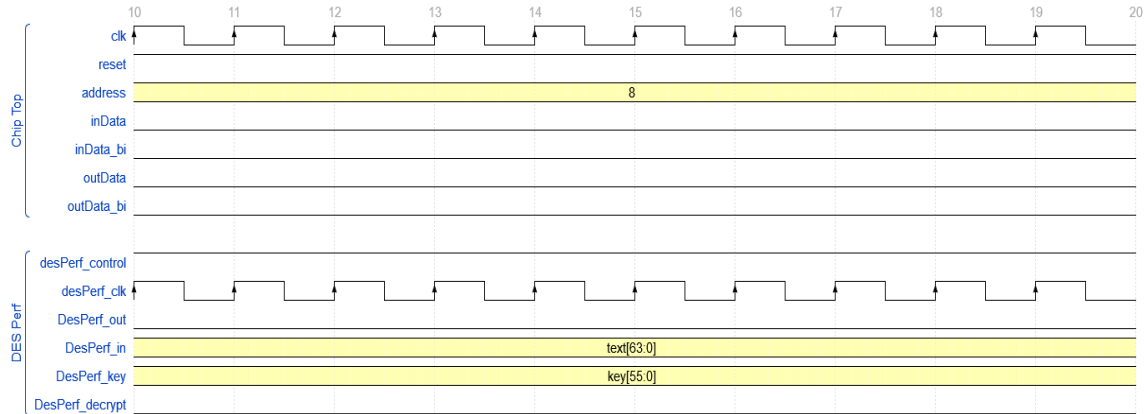 10 11 12 13 14 15 16 17 18 19 20
Chip Top
clk
reset
address 8
inData
inData_bi
outData
outData_bi
DES Perf
desPerf_control
desPerf_clk
DesPerf_out
DesPerf_in text[63:0]
DesPerf_key key[55:0]
DesPerf_decrypt